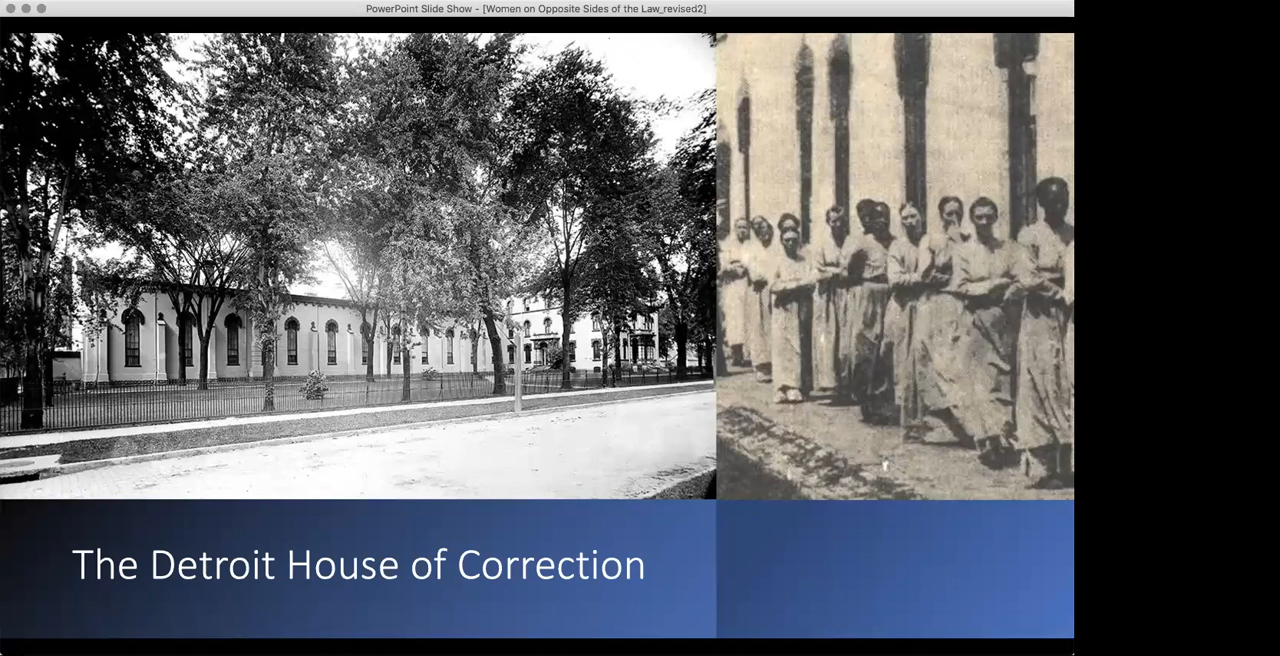 PowerPoint Slide Show - [Women on Opposite Sides of the Law_revised2]
The Detroit House of Correction